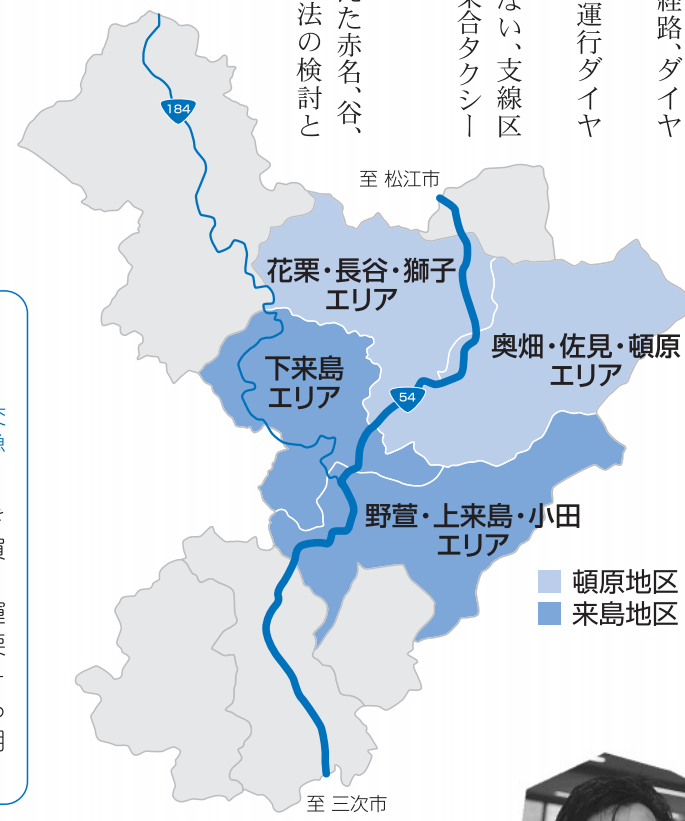 経路、ダイヤ
運行ダイヤ
ない、支線区
乗合タクシー
た赤名、谷、
法の検討と
184
至 松江市
花栗・長谷・獅子
エリア
奥畑・佐見・頓原
エリア
下来島
エリア
54
野萱・上来島・小田
エリア
頓原地区
来島地区
至 三次市